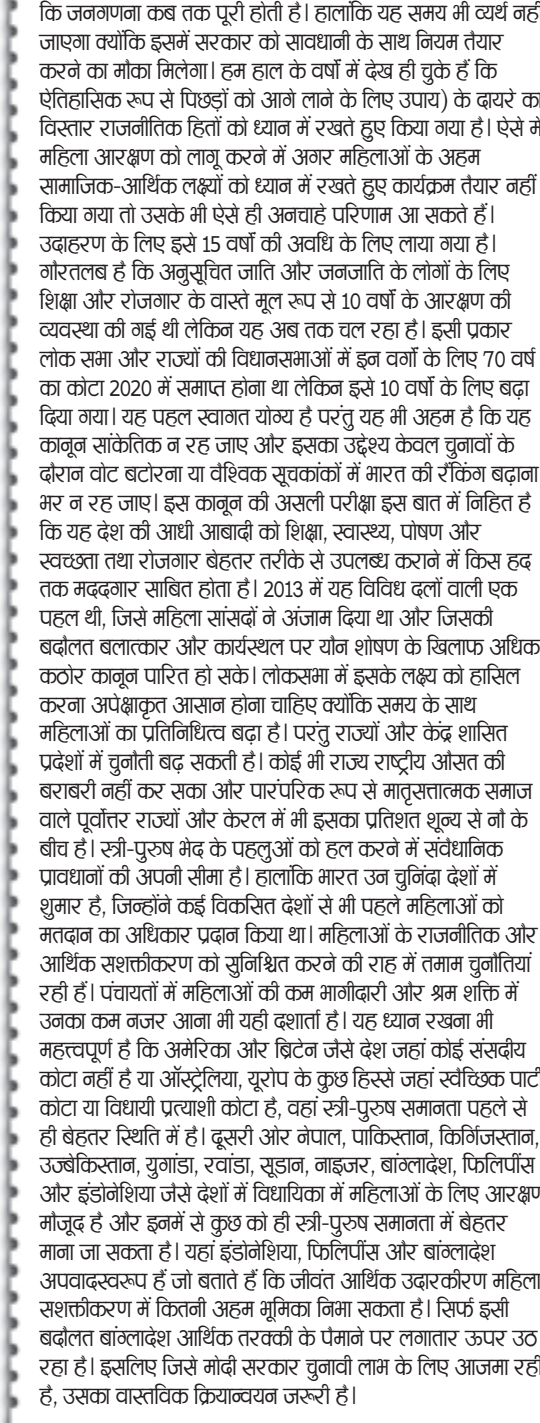 कि जनगणना कब तक पूरी होती है। हालांकि यह समय भी व्यर्थ नहीं
जाएगा क्योंकि इसमें सरकार को सावधानी के साथ नियम तैयार
करने का मौका मिलेगा। हम हाल के वर्षों में देख ही चुके हैं कि
ऐतिहासिक रूप से पिछड़ों को आगे लाने के लिए उपाय) के दायरे का
विस्तार राजनीतिक हितों को ध्यान में रखते हुए किया गया है। ऐसे में
महिला आरक्षण को लागू करने में अगर महिलाओं के अहम
सामाजिक-आर्थिक लक्ष्यों को ध्यान में रखते हुए कार्यक्रम तैयार नहीं
किया गया तो उसके भी ऐसे ही अनचाहे परिणाम आ सकते हैं।
उदाहरण के लिए इसे 15 वर्षों की अवधि के लिए लाया गया है।
गौरतलब है कि अनुसूचित जाति और जनजाति के लोगों के लिए
शिक्षा और रोजगार के वास्ते मूल रूप से 10 वर्षों के आरक्षण की
व्यवस्था की गई थी लेकिन यह अब तक चल रहा है। इसी प्रकार
लोक सभा और राज्यों की विधानसभाओं में इन वर्गों के लिए 70 वर्ष
का कोटा 2020 में समाप्त होना था लेकिन इसे 10 वर्षों के लिए बढ़ा
दिया गया। यह पहल स्वागत योग्य है परंतु यह भी अहम है कि यह
कानून सांकेतिक न रह जाए और इसका उद्देश्य केवल चुनावों के
दौरान वोट बटोरना या वैश्विक सूचकांकों में भारत की रैंकिंग बढ़ाना
भर न रह जाए। इस कानून की असली परीक्षा इस बात में निहित है
कि यह देश की आधी आबादी को शिक्षा, स्वास्थ्य, पोषण और
स्वच्छता तथा रोजगार बेहतर तरीके से उपलब्ध कराने में किस हद
तक मददगार साबित होता है। 2013 में यह विविध दलों वाली एक
पहल थी, जिसे महिला सांसदों ने अंजाम दिया था और जिसकी
बदौलत बलात्कार और कार्यस्थल पर यौन शोषण के खिलाफ अधिक
कठोर कानून पारित हो सके। लोकसभा में इसके लक्ष्य को हासिल
करना अपेक्षाकृत आसान होना चाहिए क्योंकि समय के साथ
महिलाओं का प्रतिनिधित्व बढ़ा है। परंतु राज्यों और केंद्र शासित
प्रदेशों में चुनौती बढ़ सकती है। कोई भी राज्य राष्ट्रीय औसत की
बराबरी नहीं कर सका और पारंपरिक रूप से मातृसत्तात्मक समाज
वाले पूर्वोत्तर राज्यों और केरल में भी इसका प्रतिशत शून्य से नौ के
बीच है। स्त्री-पुरुष भेद के पहलुओं को हल करने में संवैधानिक
प्रावधानों की अपनी सीमा है। हालांकि भारत उन चुनिंदा देशों में
शुमार है, जिन्होंने कई विकसित देशों से भी पहले महिलाओं को
मतदान का अधिकार प्रदान किया था। महिलाओं के राजनीतिक और
आर्थिक सशक्तीकरण को सुनिश्चित करने की राह में तमाम चुनौतियां
रही हैं। पंचायतों में महिलाओं की कम भागीदारी और श्रम शक्ति में
उनका कम नजर आना भी यही दशार्ता है। यह ध्यान रखना भी
महत्त्वपूर्ण है कि अमेरिका और ब्रिटेन जैसे देश जहां कोई संसदीय
कोटा नहीं है या ऑस्ट्रेलिया, यूरोप के कुछ हिस्से जहां स्वैच्छिक पार्टी
कोटा या विधायी प्रत्याशी कोटा है, वहां स्त्री-पुरुष समानता पहले से
ही बेहतर स्थिति में है। दूसरी ओर नेपाल, पाकिस्तान, किर्गिजस्तान,
उज्बेकिस्तान, युगांडा, रवांडा, सूडान, नाइजर, बांग्लादेश, फिलिपींस
और इंडोनेशिया जैसे देशों में विधायिका में महिलाओं के लिए आरक्षण
मौजूद है और इनमें से कुछ को ही स्त्री-पुरुष समानता में बेहतर
माना जा सकता है। यहां इंडोनेशिया, फिलिपींस और बांग्लादेश
अपवादस्वरूप हैं जो बताते हैं कि जीवंत आर्थिक उदारकीरण महिला
सशक्तीकरण में कितनी अहम भूमिका निभा सकता है। सिर्फ इसी
बदौलत बांग्लादेश आर्थिक तरक्की के पैमाने पर लगातार ऊपर उठ
रहा है। इसलिए जिसे मोदी सरकार चुनावी लाभ के लिए आजमा रही
है, उसका वास्तविक क्रियान्वयन जरूरी है।